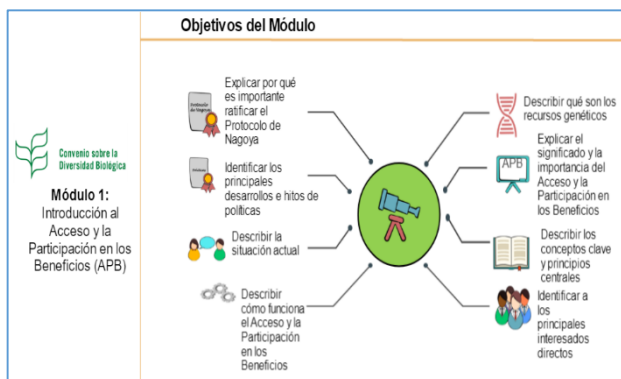 Objetivos del Módulo
Convenio sobre la
Diversidad Biológica
Módulo 1:
Introducción al
Acceso y la
Participación en los
Beneficios (APB)
Explicar por qué
es importante
ratificar el
Protocolo de
Nagoya
Identificar los
principales
desarrollos e hitos de
políticas
Describir la
situación actual
Describir
cómo funciona
el Acceso y la
Participación
en los
Beneficios
Describir qué son los
recursos genéticos
APB
Explicar el
significado y la
importancia del
Acceso y la
Participación en
los Beneficios
Describir los
conceptos clave
y principios
centrales
Identificar a
los
principales
interesados
directos